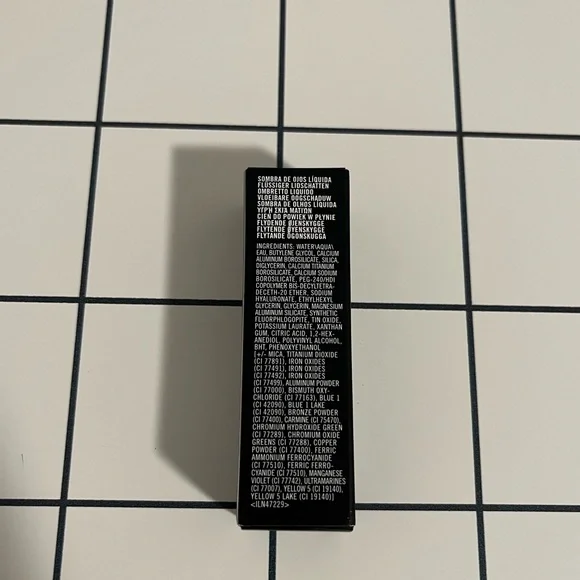 SOMBRA DE OJOS LÍQUIDA
FLÜSSIGER LIDSCHATTEN
OMBRETTO LIQUIDO
VLOEIBARE OOGSCHADUW
SOMBRA DE OLHOS LÍQUIDA
ΥΓΡΗ ΣΚΙΑ ΜΑΤΙΩΝ
CIEŃ DO POWIEK W PŁYNIE
FLYDENDE ØJENSKYGGE
FLYTENDE ØYENSKYGGE
FLYTANDE ÖGONSKUGGA
INGREDIENTS: WATER\AQUA\
EAU, BUTYLENE GLYCOL, CALCIUM
ALUMINUM BOROSILICATE, SILICA,
DIGLYCERIN, CALCIUM TITANIUM
BOROSILICATE, CALCIUM SODIUM
BOROSILICATE, PEG-240/HDI
COPOLYMER BIS-DECYLTETRA-
DECETH-20 ETHER, SODIUM
HYALURONATE, ETHYLHEXYL
GLYCERIN, GLYCERIN, MAGNESIUM
ALUMINUM SILICATE, SYNTHETIC
FLUORPHLOGOPITE, TIN OXIDE,
POTASSIUM LAURATE, XANTHAN
GUM, CITRIC ACID, 1,2-HEX-
ANEDIOL, POLYVINYL ALCOHOL,
BHT, PHENOXYETHANOL
[+/- MICA, TITANIUM DIOXIDE
(CI 77891), IRON OXIDES
(CI 77491), IRON OXIDES
(CI 77492), IRON OXIDES
(CI 77499), ALUMINUM POWDER
(CI 77000), BISMUTH OXY-
CHLORIDE (CI 77163), BLUE 1
(CI 42090), BLUE 1 LAKE
(CI 42090), BRONZE POWDER
(CI 77400), CARMINE (CI 75470),
CHROMIUM HYDROXIDE GREEN
(CI 77289), CHROMIUM OXIDE
GREENS (CI 77288), COPPER
POWDER (CI 77400), FERRIC
AMMONIUM FERROCYANIDE
(CI 77510), FERRIC FERRO-
CYANIDE (CI 77510), MANGANESE
VIOLET (CI 77742), ULTRAMARINES
(CI 77007), YELLOW 5 (CI 19140),
YELLOW 5 LAKE (CI 19140)]
<ILN47229>